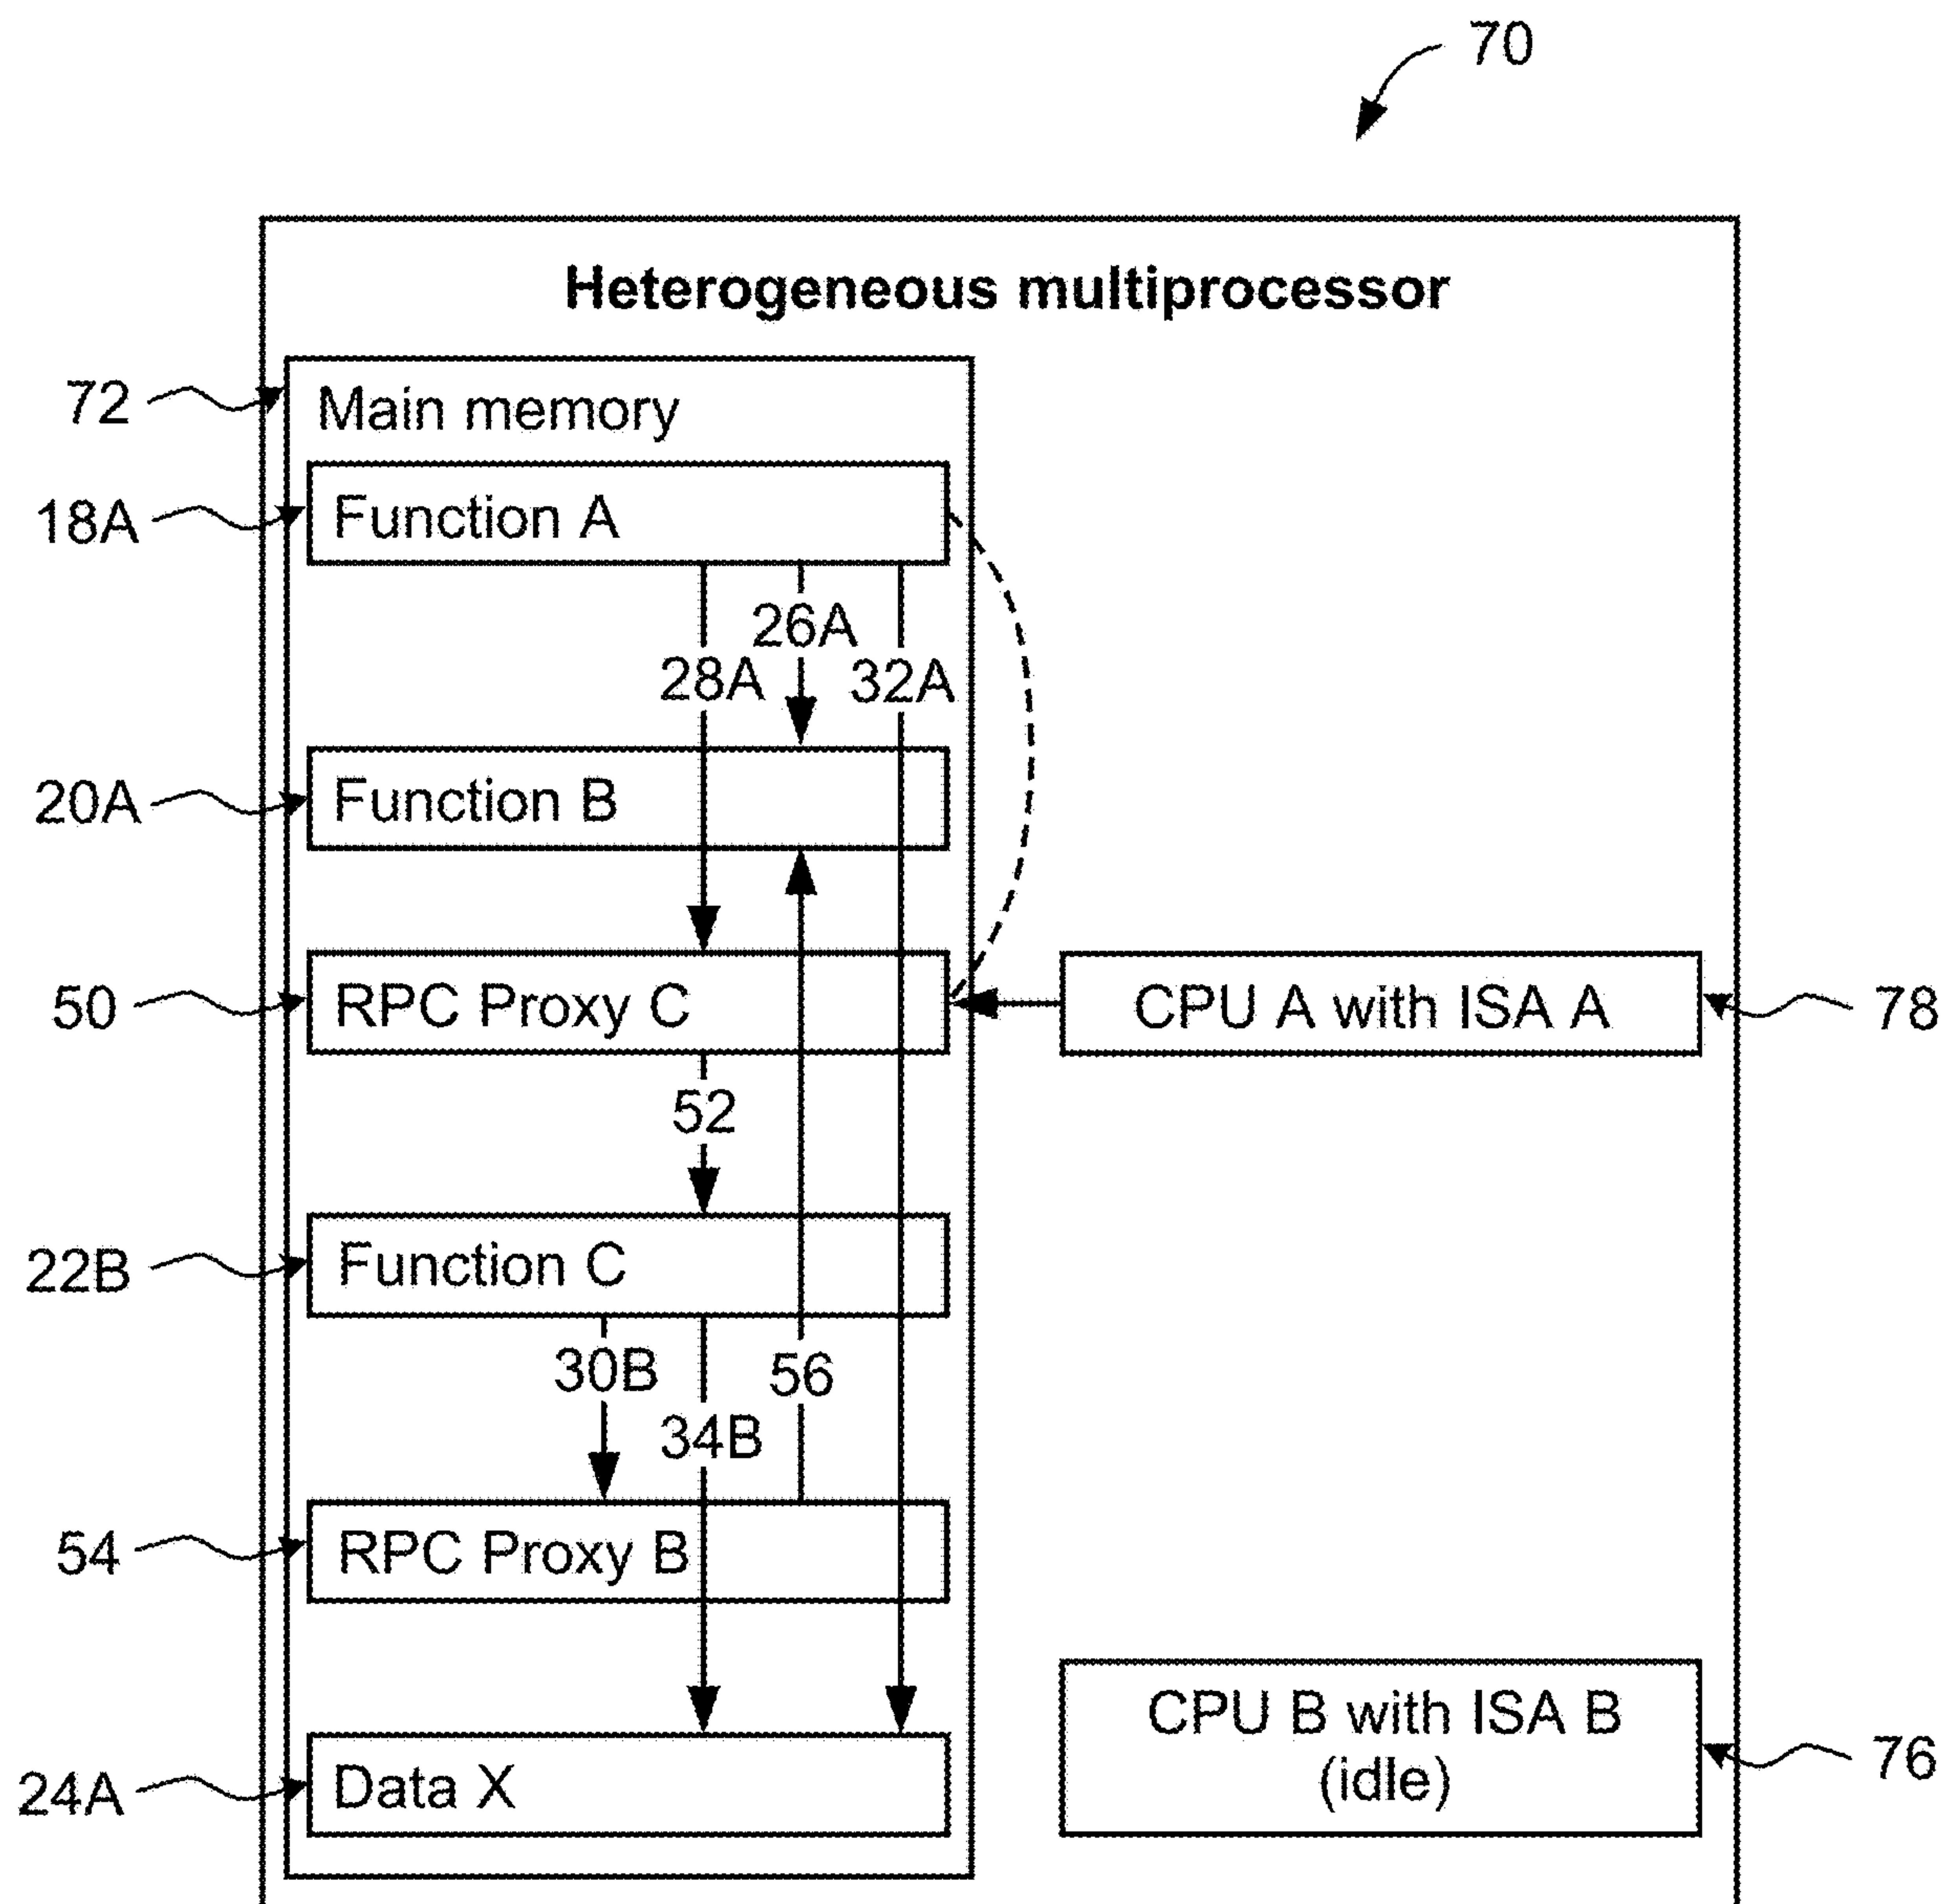 70
Heterogeneous multiprocessor
72
Main memory
18A
Function A
26A
28A
32A
20A
Function B
50
RPC Proxy C
CPU A with ISA A
78
52
22B
Function C
30B
56
34B
54
RPC Proxy B
CPU B with ISA B
(idle)
76
24A
Data X